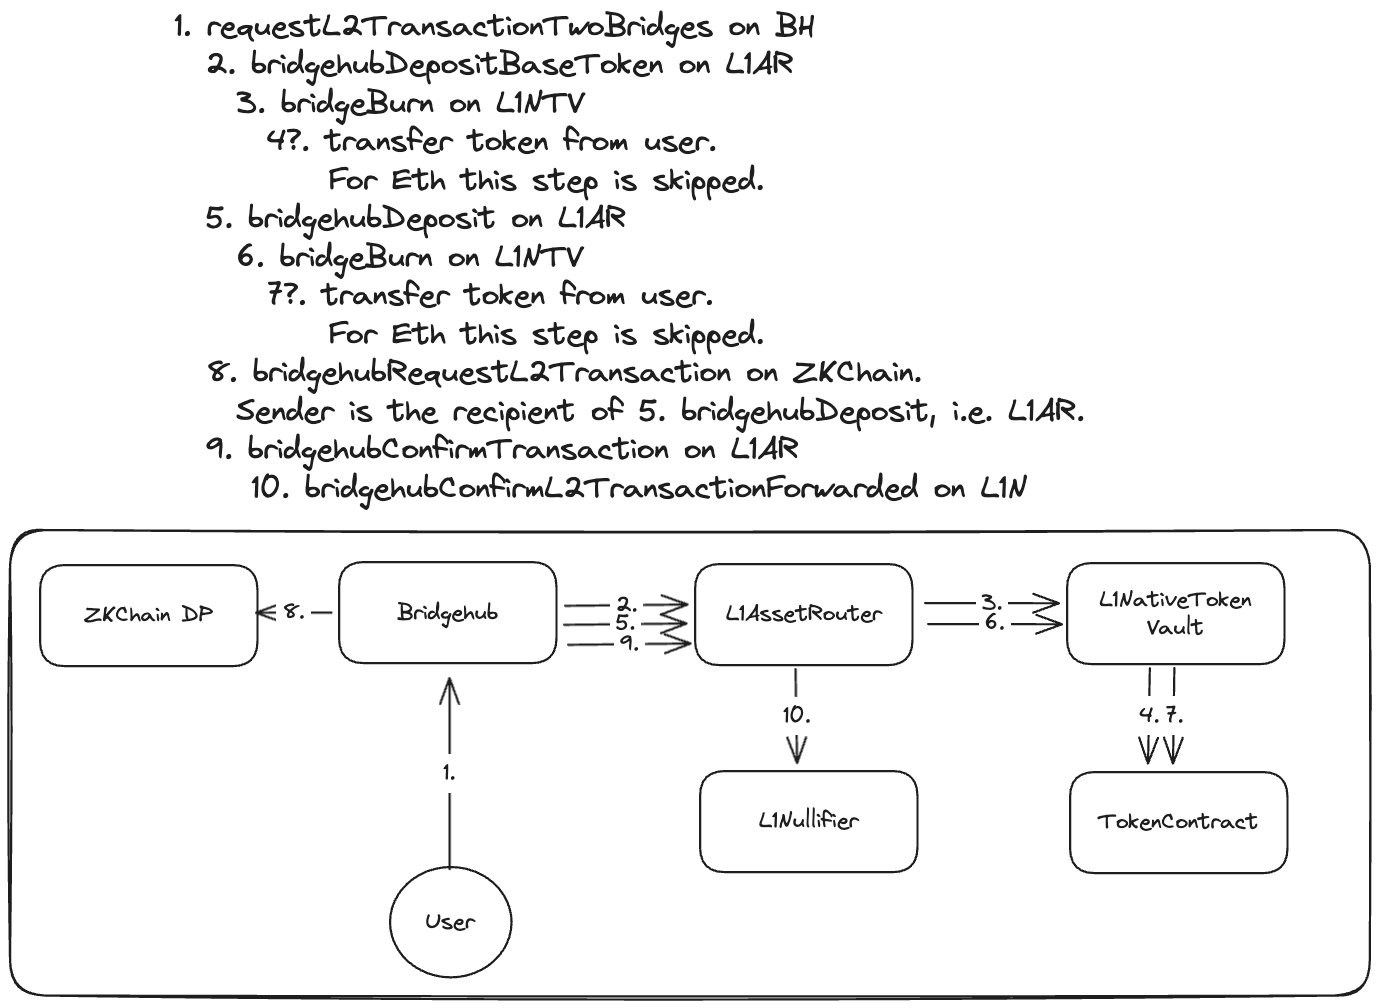 1. requestL2TransactionTwoBridges on BH
2. bridgehubDepositBaseToken on L1AR
3. bridgeBurn on L1NTV
4?. transfer token from user.
For Eth this step is skipped.
5. bridgehubDeposit on L1AR
6. bridgeBurn on L1NTV
7?. transfer token from user.
For Eth this step is skipped.
8. bridgehubRequestL2Transaction on ZKChain.
Sender is the recipient of 5. bridgehubDeposit, i.e. L1AR.
9. bridgehubConfirmTransaction on L1AR
10. bridgehubConfirmL2TransactionForwarded on L1N
ZKChain DP
8.
Bridgehub
2.
5.
9.
L1AssetRouter
3.
6.
L1NativeToken
Vault
10.
4. 7.
1.
L1Nullifier
TokenContract
User